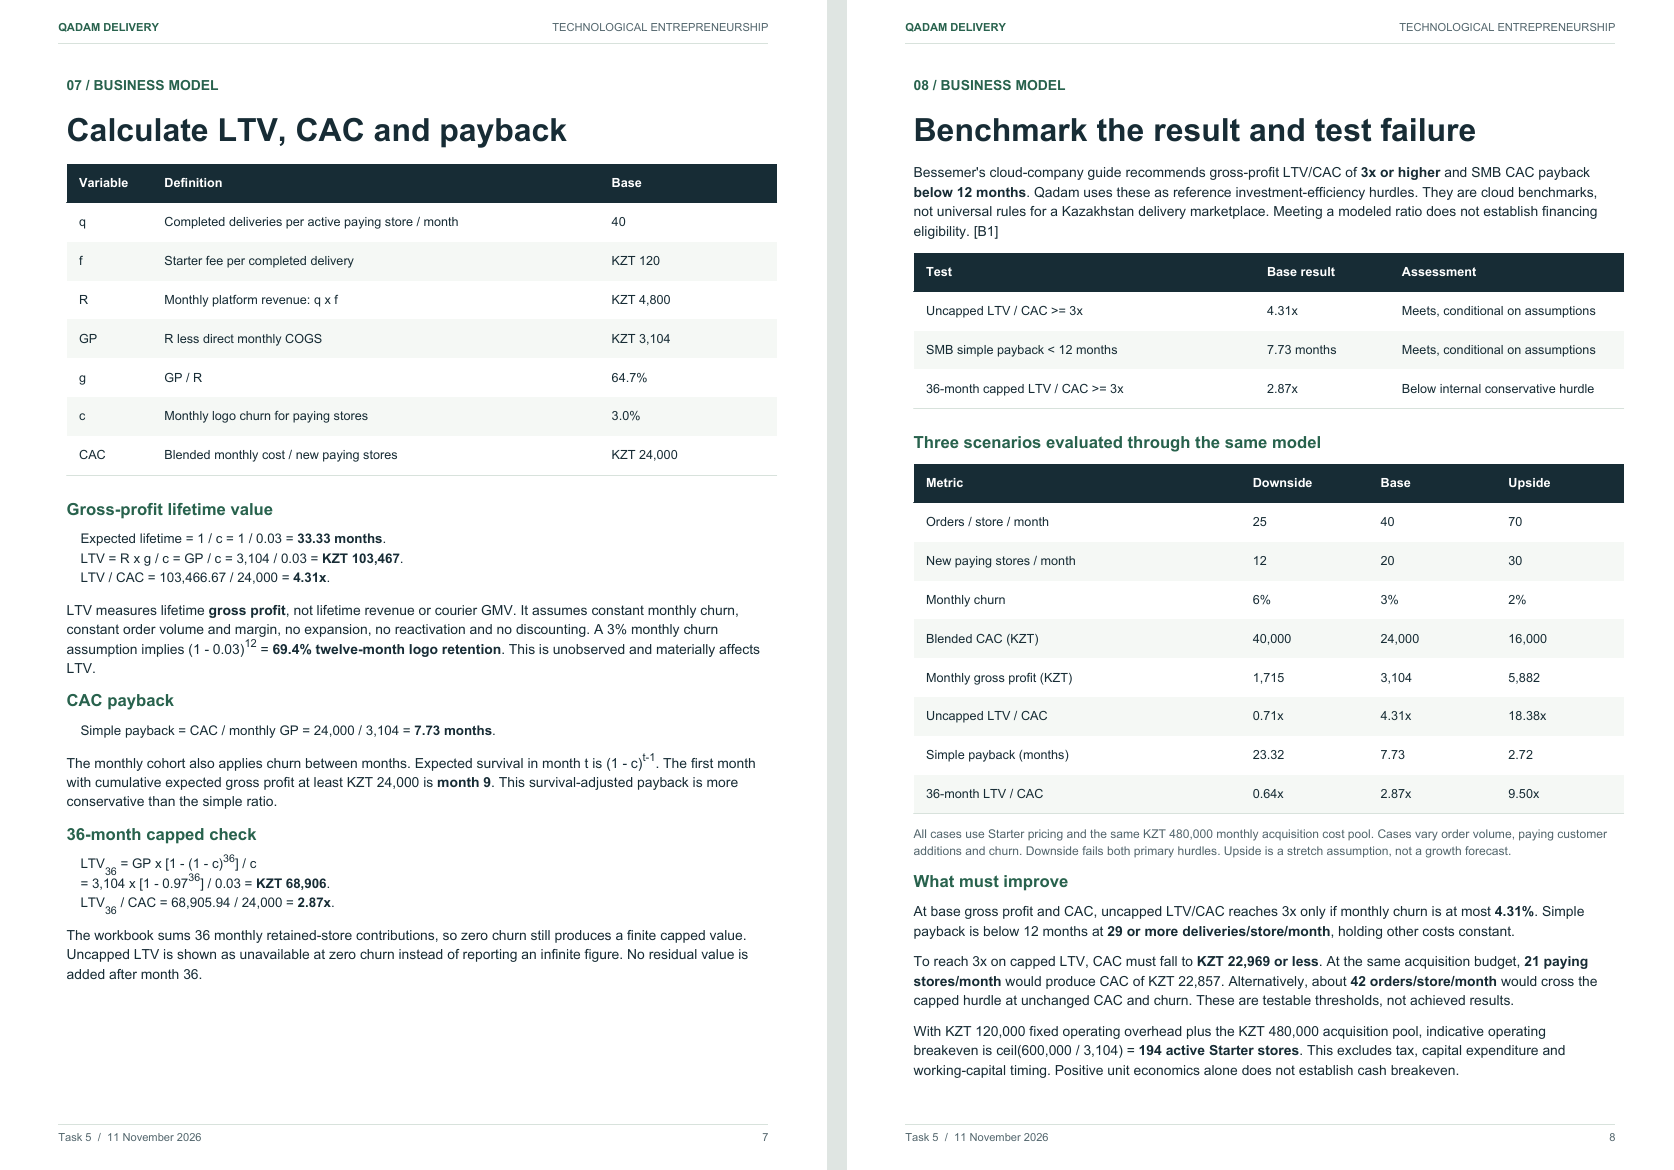 QADAM DELIVERY TECHNOLOGICAL ENTREPRENEURSHIP
07 / BUSINESS MODEL
Calculate LTV, CAC and payback
Variable Definition Base
q Completed deliveries per active paying store / month 40
f Starter fee per completed delivery KZT 120
R Monthly platform revenue: q x f KZT 4,800
GP R less direct monthly COGS KZT 3,104
g GP / R 64.7%
c Monthly logo churn for paying stores 3.0%
CAC Blended monthly cost / new paying stores KZT 24,000
Gross-profit lifetime value
Expected lifetime = 1 / c = 1 / 0.03 = 33.33 months.
LTV = R x g / c = GP / c = 3,104 / 0.03 = KZT 103,467.
LTV / CAC = 103,466.67 / 24,000 = 4.31x.
LTV measures lifetime gross profit, not lifetime revenue or courier GMV. It assumes constant monthly churn,
constant order volume and margin, no expansion, no reactivation and no discounting. A 3% monthly churn
assumption implies (1 - 0.03)12 = 69.4% twelve-month logo retention. This is unobserved and materially affects
LTV.
CAC payback
Simple payback = CAC / monthly GP = 24,000 / 3,104 = 7.73 months.
The monthly cohort also applies churn between months. Expected survival in month t is (1 - c)t-1. The first month
with cumulative expected gross profit at least KZT 24,000 is month 9. This survival-adjusted payback is more
conservative than the simple ratio.
36-month capped check
LTV36 = GP x [1 - (1 - c)36] / c
= 3,104 x [1 - 0.9736] / 0.03 = KZT 68,906.
LTV36 / CAC = 68,905.94 / 24,000 = 2.87x.
The workbook sums 36 monthly retained-store contributions, so zero churn still produces a finite capped value.
Uncapped LTV is shown as unavailable at zero churn instead of reporting an infinite figure. No residual value is
added after month 36.
Task 5 / 11 November 2026 7
QADAM DELIVERY TECHNOLOGICAL ENTREPRENEURSHIP
08 / BUSINESS MODEL
Benchmark the result and test failure
Bessemer's cloud-company guide recommends gross-profit LTV/CAC of 3x or higher and SMB CAC payback
below 12 months. Qadam uses these as reference investment-efficiency hurdles. They are cloud benchmarks,
not universal rules for a Kazakhstan delivery marketplace. Meeting a modeled ratio does not establish financing
eligibility. [B1]
Test Base result Assessment
Uncapped LTV / CAC >= 3x 4.31x Meets, conditional on assumptions
SMB simple payback < 12 months 7.73 months Meets, conditional on assumptions
36-month capped LTV / CAC >= 3x 2.87x Below internal conservative hurdle
Three scenarios evaluated through the same model
Metric Downside Base Upside
Orders / store / month 25 40 70
New paying stores / month 12 20 30
Monthly churn 6% 3% 2%
Blended CAC (KZT) 40,000 24,000 16,000
Monthly gross profit (KZT) 1,715 3,104 5,882
Uncapped LTV / CAC 0.71x 4.31x 18.38x
Simple payback (months) 23.32 7.73 2.72
36-month LTV / CAC 0.64x 2.87x 9.50x
All cases use Starter pricing and the same KZT 480,000 monthly acquisition cost pool. Cases vary order volume, paying customer
additions and churn. Downside fails both primary hurdles. Upside is a stretch assumption, not a growth forecast.
What must improve
At base gross profit and CAC, uncapped LTV/CAC reaches 3x only if monthly churn is at most 4.31%. Simple
payback is below 12 months at 29 or more deliveries/store/month, holding other costs constant.
To reach 3x on capped LTV, CAC must fall to KZT 22,969 or less. At the same acquisition budget, 21 paying
stores/month would produce CAC of KZT 22,857. Alternatively, about 42 orders/store/month would cross the
capped hurdle at unchanged CAC and churn. These are testable thresholds, not achieved results.
With KZT 120,000 fixed operating overhead plus the KZT 480,000 acquisition pool, indicative operating
breakeven is ceil(600,000 / 3,104) = 194 active Starter stores. This excludes tax, capital expenditure and
working-capital timing. Positive unit economics alone does not establish cash breakeven.
Task 5 / 11 November 2026 8